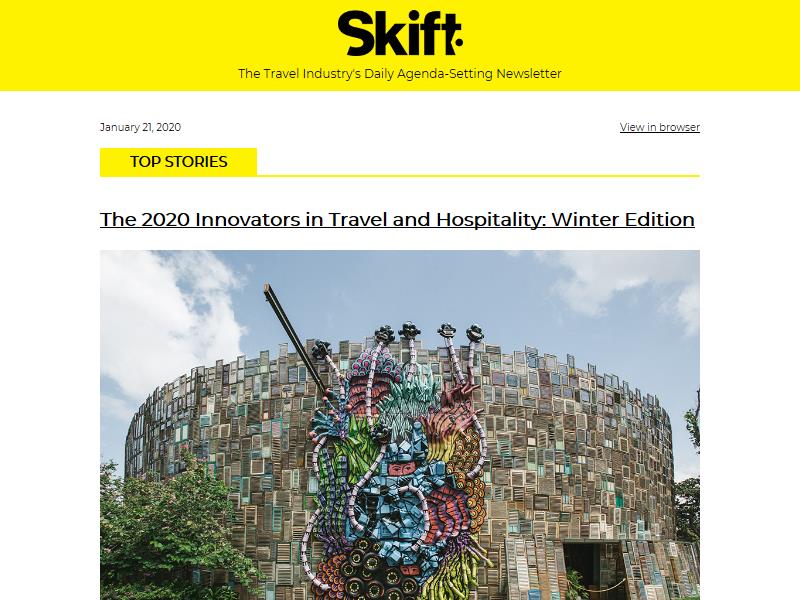 Skift
The Travel Industry's Daily Agenda-Setting Newsletter
January 21, 2020
View in browser
TOP STORIES
The 2020 Innovators in Travel and Hospitality: Winter Edition